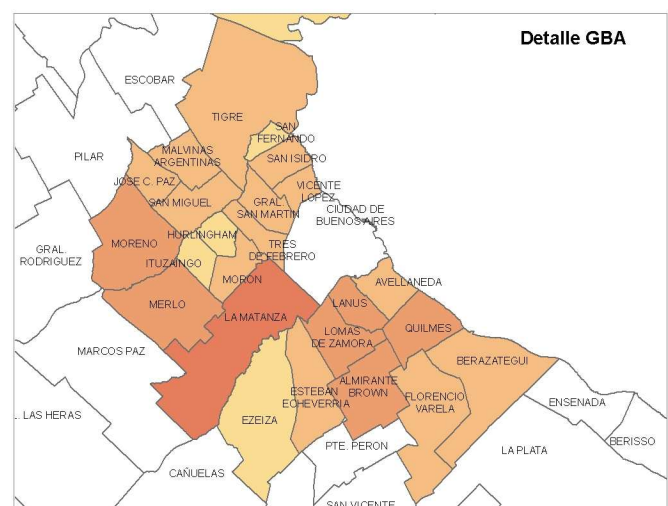 Detalle GBA
ESCOBAR
TIGRE
SAN
FERNANDO
PILAR
MALVINAS
ARGENTINAS
SAN ISIDRO
JOSE C. PAZ
VICENTE
LOPEZ
SAN MIGUEL
GRAL.
SAN MARTIN
CIUDAD DE
BUENOS AIRES
HURLINGHAM
MORENO
TRES
DE FEBRERO
GRAL.
RODRIGUEZ
ITUZAINGO
MORON
AVELLANEDA
MERLO
LANUS
LA MATANZA
QUILMES
LOMAS
DE ZAMORA
MARCOS PAZ
BERAZATEGUI
ALMIRANTE
BROWN
ESTEBAN
ECHEVERRIA
FLORENCIO
VARELA
ENSENADA
L. LAS HERAS
EZEIZA
BERISSO
PTE. PERON
LA PLATA
CAÑUELAS
SAN VICENTE